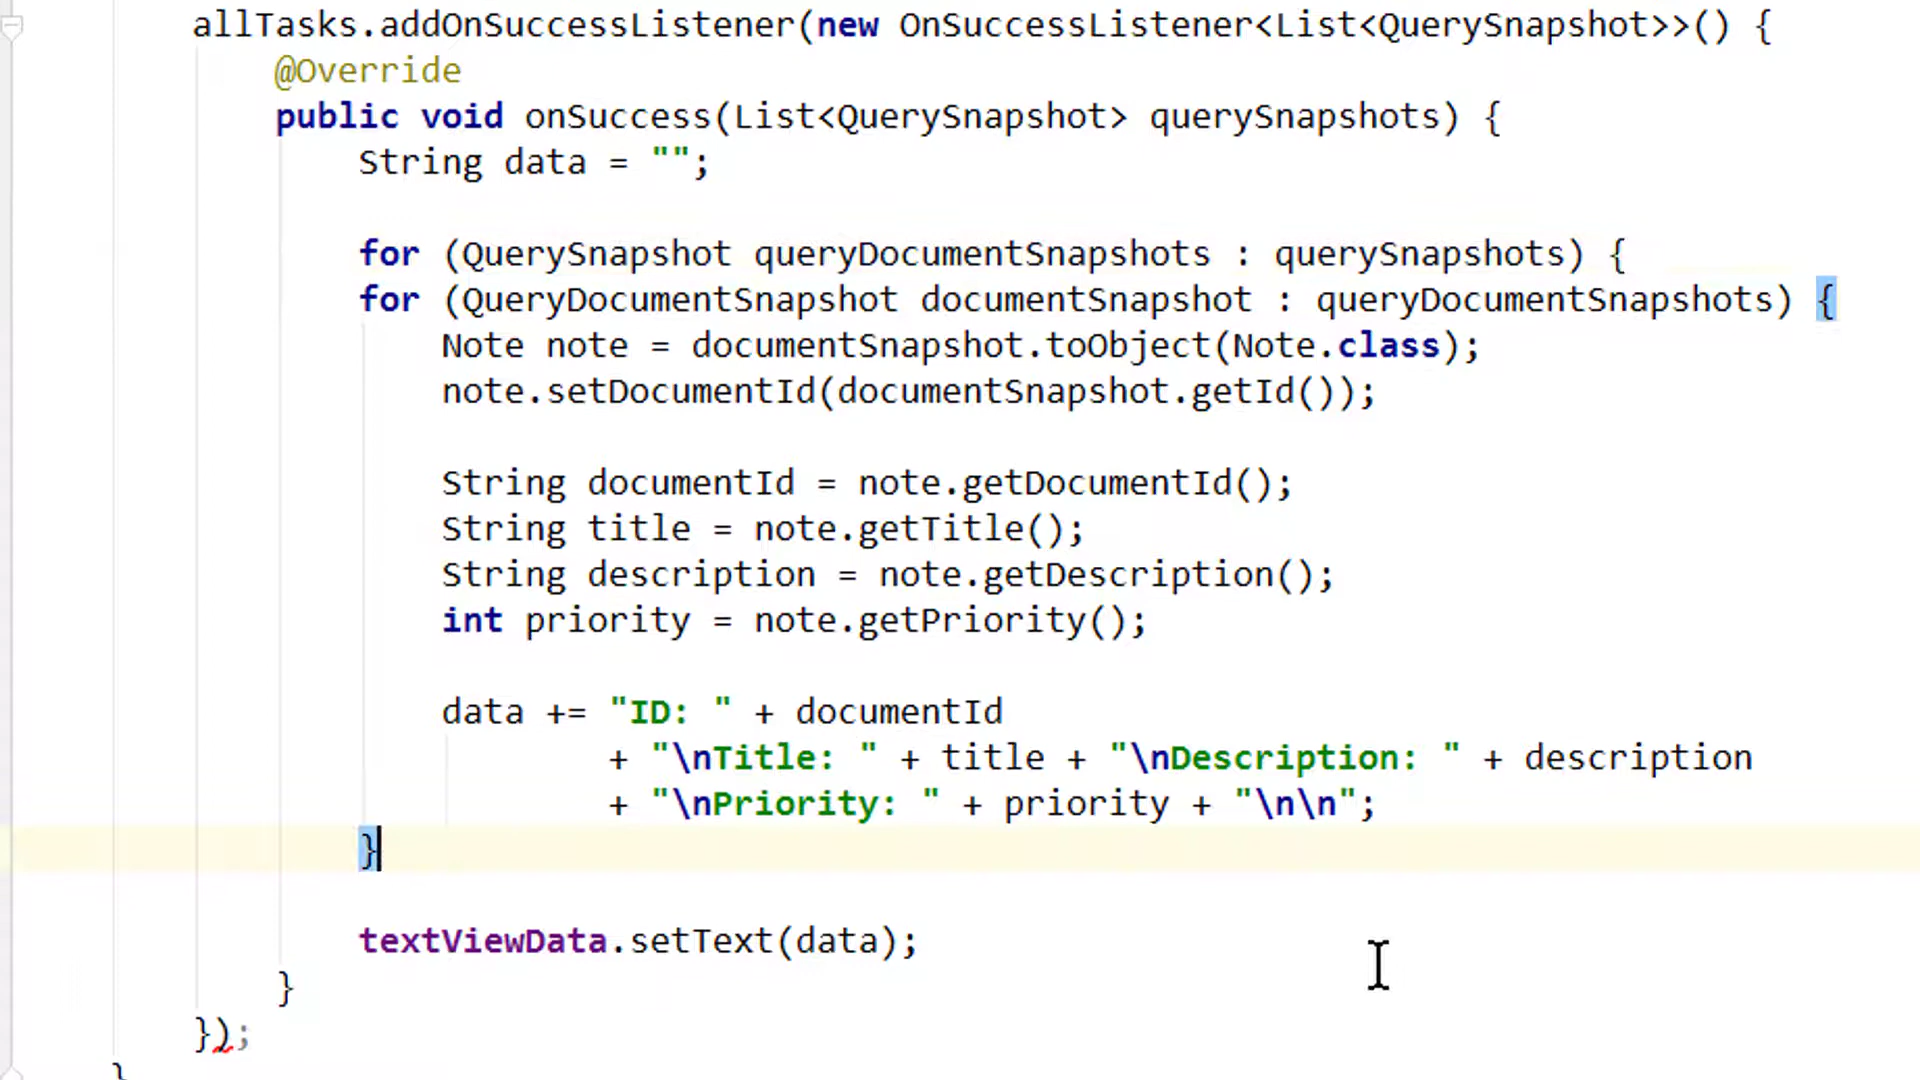 allTasks.addOnSuccessListener(new OnSuccessListener<List<QuerySnapshot>>() {
@Override
public void onSuccess(List<QuerySnapshot> querySnapshots) {
String data = "";
for (QuerySnapshot queryDocumentSnapshots : querySnapshots) {
for (QueryDocumentSnapshot documentSnapshot : queryDocumentSnapshots) {
Note note = documentSnapshot.toObject(Note.class);
note.setDocumentId(documentSnapshot.getId());
String documentId = note.getDocumentId();
String title = note.getTitle();
String description = note.getDescription();
int priority = note.getPriority();
data += "ID: " + documentId
+ "\nTitle: " + title + "\nDescription: " + description
+ "\nPriority: " + priority + "\n\n";
}
textViewData.setText(data);
}
});
}